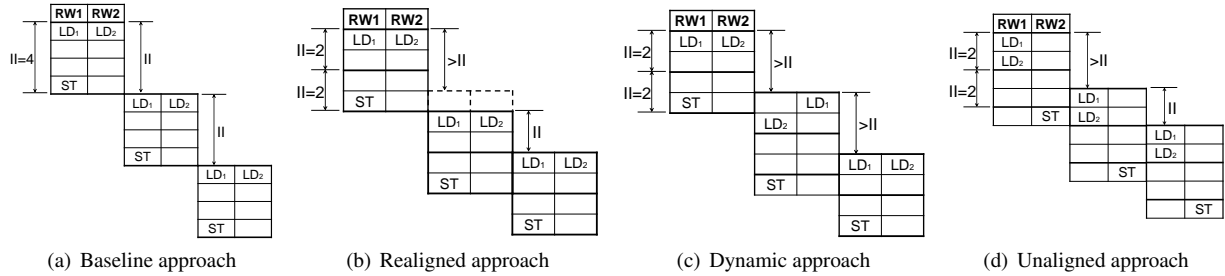 RW1 RW2
LD₁ LD₂
II=4
II
ST
LD₁ LD₂
II
ST
LD₁ LD₂
ST
(a) Baseline approach
RW1 RW2
LD₁ LD₂
II=2
>II
II=2
ST
LD₁ LD₂
II
ST
LD₁ LD₂
ST
(b) Realigned approach
RW1 RW2
LD₁ LD₂
II=2
>II
II=2
ST
LD₁
LD₂
>II
ST
LD₁ LD₂
ST
(c) Dynamic approach
RW1 RW2
LD₁
II=2
LD₂
>II
II=2
ST
LD₁
II
LD₂
LD₁
LD₂
ST
ST
(d) Unaligned approach